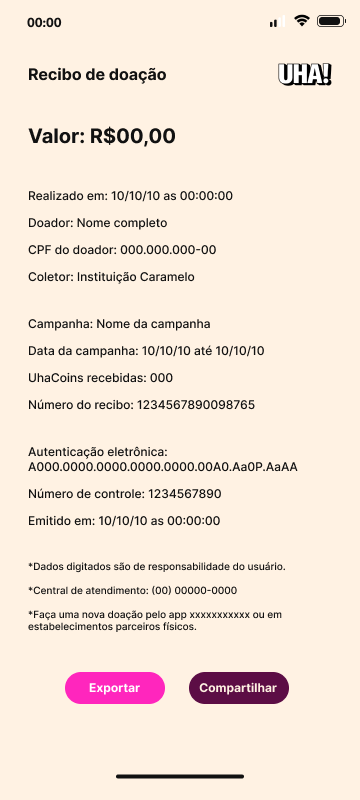 00:00
Recibo de doação
UHA!
Valor: R$00,00
Realizado em: 10/10/10 as 00:00:00
Doador: Nome completo
CPF do doador: 000.000.000-00
Coletor: Instituição Caramelo
Campanha: Nome da campanha
Data da campanha: 10/10/10 até 10/10/10
UhaCoins recebidas: 000
Número do recibo: 1234567890098765
Autenticação eletrônica:
A000.0000.0000.0000.0000.00A0.Aa0P.AaAA
Número de controle: 1234567890
Emitido em: 10/10/10 as 00:00:00
*Dados digitados são de responsabilidade do usuário.
*Central de atendimento: (00) 00000-0000
*Faça uma nova doação pelo app xxxxxxxxxxx ou em
estabelecimentos parceiros físicos.
Exportar
Compartilhar